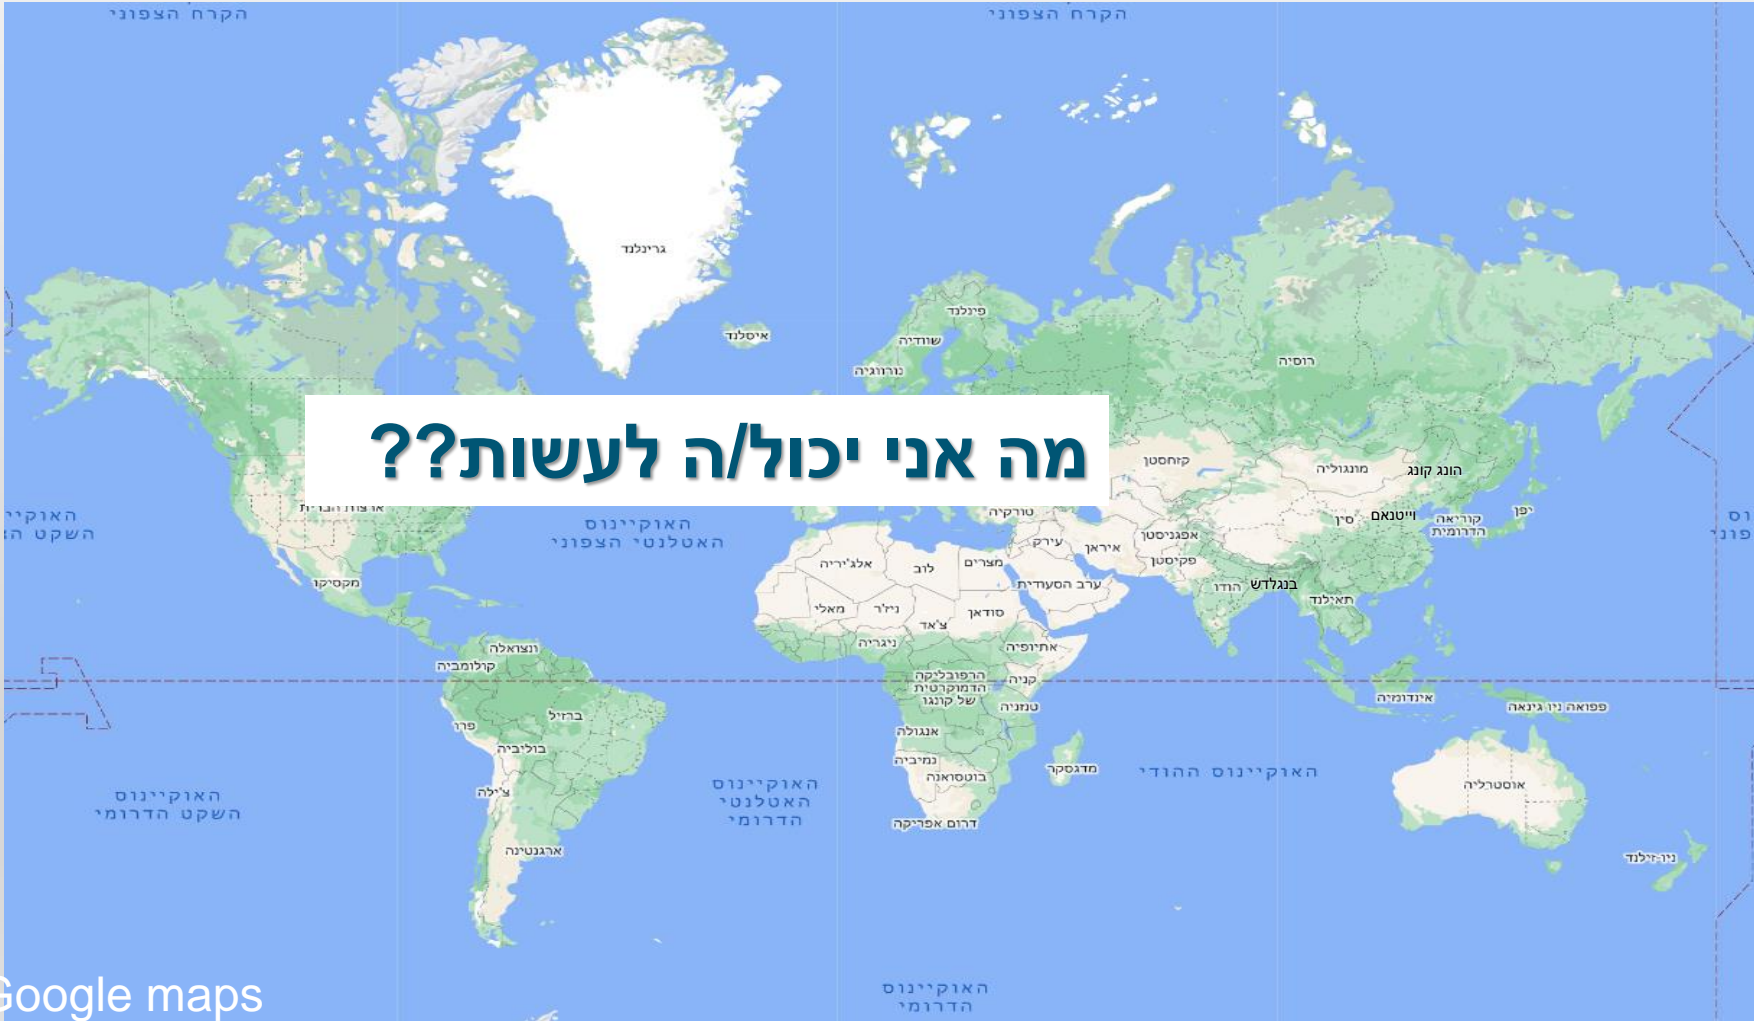 הקרח הצפוני
הקרח הצפוני
גרינלנד
איסלנד
פינלנד
שוודיה
נורווגיה
רוסיה
מה אני יכול/ה לעשות??
קזחסטן
מונגוליה
הונג קונג
ארצות הברית
האוקיינוס
האטלנטי הצפוני
טורקיה
סין
וייטנאם
קוריאה
הדרומית
יפן
מקסיקו
אלג'יריה
לוב
מצרים
עירק
איראן
אפגניסטן
פקיסטן
ערב הסעודית
הודו
בנגלדש
תאילנד
מאלי
ניז'ר
צ'אד
סודאן
ניגריה
אתיופיה
ונצואלה
קולומביה
הרפובליקה
הדמוקרטית
של קונגו
קניה
טנזניה
אינדונזיה
פפואה ניו גינאה
ברזיל
פרו
בוליביה
אנגולה
נמיביה
בוטסואנה
מדגסקר
דרום אפריקה
האוקיינוס ההודי
אוסטרליה
צ'ילה
ארגנטינה
האוקיינוס
השקט הדרומי
האוקיינוס
האטלנטי
הדרומי
ניו-זילנד
האוקיינוס
הדרומי
Google maps